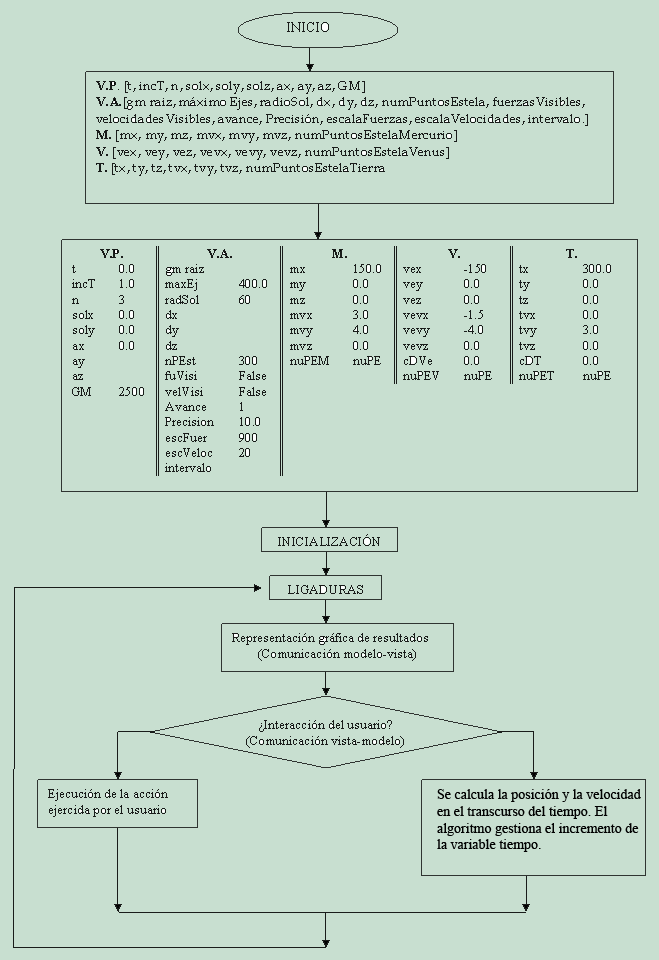 INICIO
V.P. [t, incT, n, solx, soly, solz, ax, ay, az, GM]
V.A.[gm raiz, máximo Ejes, radioSol, dx, dy, dz, numPuntosEstela, fuerzasVisibles,
velocidades Visibles, avance, Precisión, escalaFuerzas, escalaVelocidades, intervalo.]
M. [mx, my, mz, mvx, mvy, mvz, numPuntosEstelaMercurio]
V. [vex, vey, vez, vevx, vevy, vevz, numPuntosEstelaVenus]
T. [tx, ty, tz, tvx, tvy, tvz, numPuntosEstelaTierra
V.P.
t 0.0
incT 1.0
n 3
solx 0.0
soly 0.0
ax 0.0
ay
az
GM 2500
V.A.
gm raiz
maxEj 400.0
radSol 60
dx
dy
dz
nPEst 300
fuVisi False
velVisi False
Avance 1
Precision 10.0
escFuer 900
escVeloc 20
intervalo
M.
mx 150.0
my 0.0
mz 0.0
mvx 3.0
mvy 4.0
mvz 0.0
nuPEM nuPE
V.
vex -150
vey 0.0
vez 0.0
vevx -1.5
vevy -4.0
vevz 0.0
cDVe 0.0
nuPEV nuPE
T.
tx 300.0
ty 0.0
tz 0.0
tvx 0.0
tvy 3.0
tvz 0.0
cDT 0.0
nuPET nuPE
INICIALIZACIÓN
LIGADURAS
Representación gráfica de resultados
(Comunicación modelo-vista)
¿Interacción del usuario?
(Comunicación vista-modelo)
Ejecución de la acción
ejercida por el usuario
Se calcula la posición y la velocidad
en el transcurso del tiempo. El
algoritmo gestiona el incremento de
la variable tiempo.